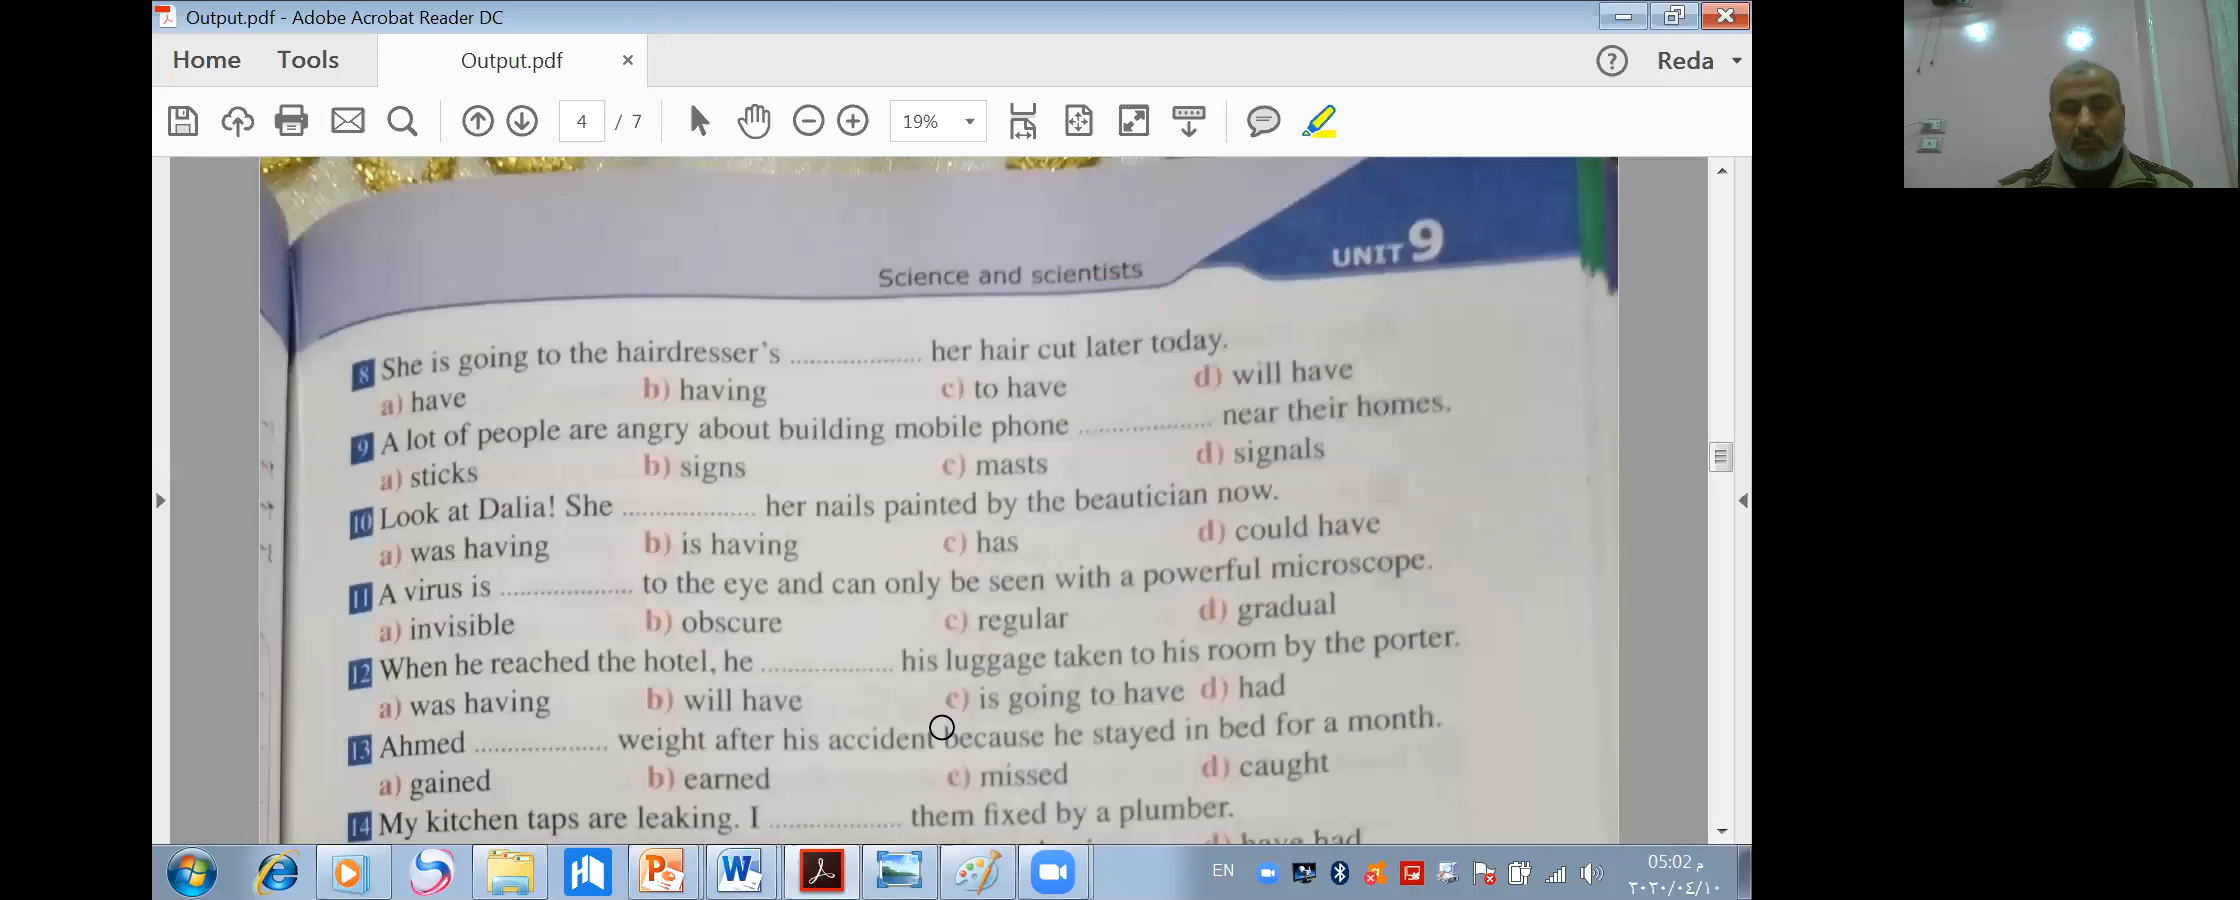 Output.pdf - Adobe Acrobat Reader DC
Home Tools Output.pdf × ? Reda
4 / 7 19%
Science and scientists
UNIT 9
8 She is going to the hairdresser's .................. her hair cut later today.
a) have b) having c) to have d) will have
9 A lot of people are angry about building mobile phone .................. near their homes.
a) sticks b) signs c) masts d) signals
10 Look at Dalia! She .................. her nails painted by the beautician now.
a) was having b) is having c) has d) could have
11 A virus is .................. to the eye and can only be seen with a powerful microscope.
a) invisible b) obscure c) regular d) gradual
12 When he reached the hotel, he .................. his luggage taken to his room by the porter.
a) was having b) will have c) is going to have d) had
13 Ahmed .................. weight after his accident because he stayed in bed for a month.
a) gained b) earned c) missed d) caught
14 My kitchen taps are leaking. I .................. them fixed by a plumber.
d) have had
EN
05:02 م
٢٠٢٠/٠٤/١٠